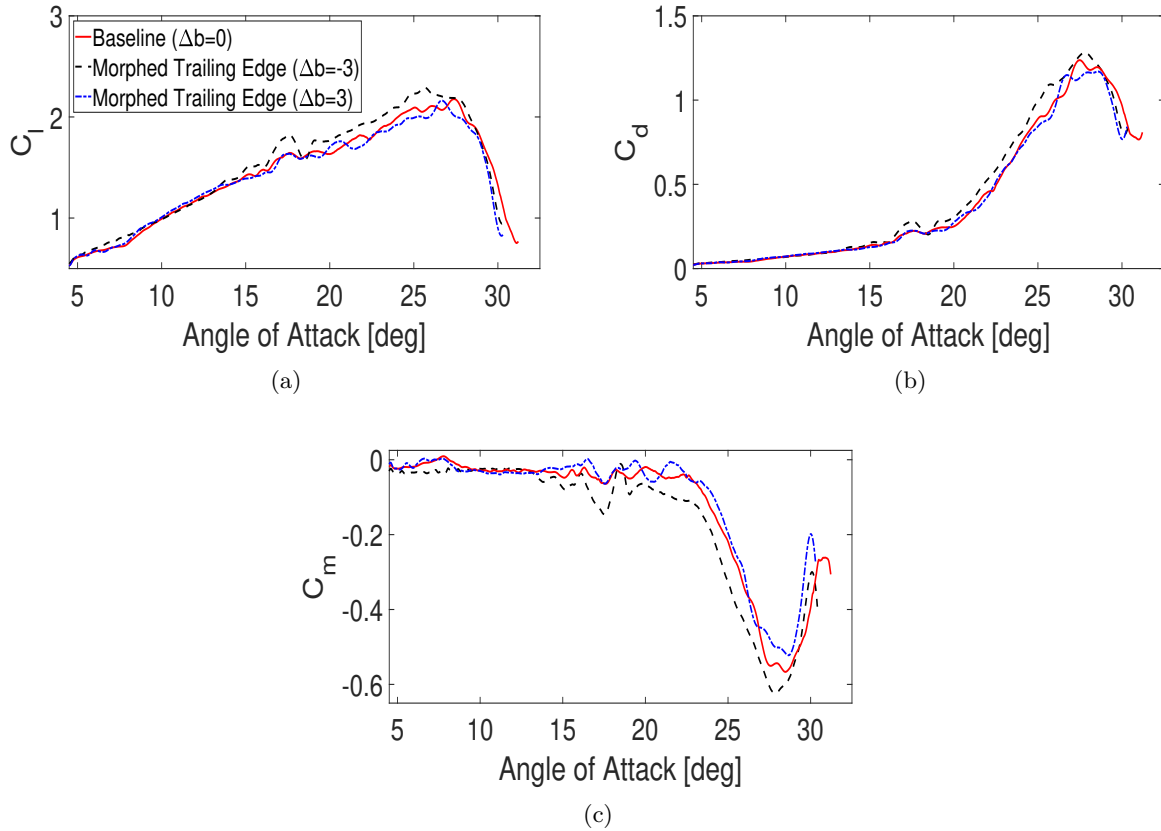 3
2
1
5 10 15 20 25 30
C_l
Angle of Attack [deg]
Baseline (Δb=0)
Morphed Trailing Edge (Δb=-3)
Morphed Trailing Edge (Δb=3)
(a)
1.5
1
0.5
0
5 10 15 20 25 30
C_d
Angle of Attack [deg]
(b)
0
-0.2
-0.4
-0.6
5 10 15 20 25 30
C_m
Angle of Attack [deg]
(c)